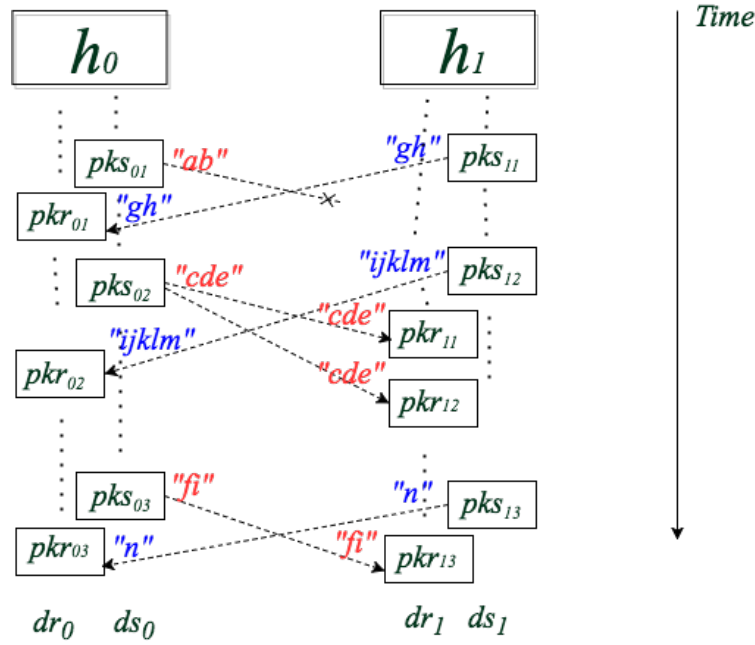 h0 h1 Time
pks01 "ab" "gh" pks11
pkr01 "gh"
"ijklm" pks12
pks02 "cde"
"cde" pkr11
"ijklm"
pkr02 "cde" pkr12
pks03 "fi" "n" pks13
pkr03 "n" "fi" pkr13
dr0 ds0 dr1 ds1